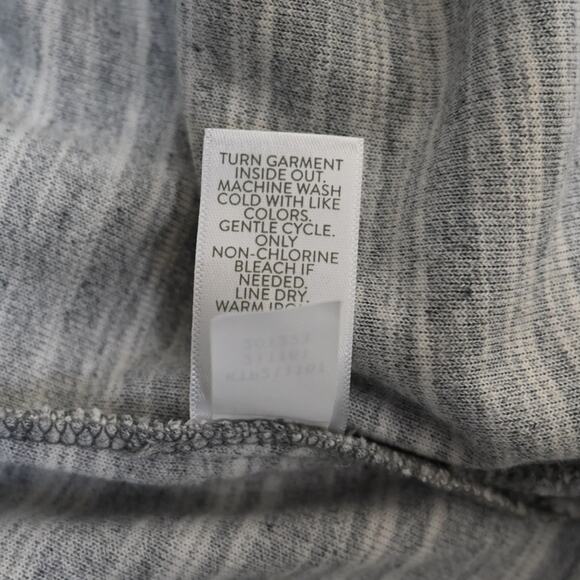 TURN GARMENT
INSIDE OUT.
MACHINE WASH
COLD WITH LIKE
COLORS.
GENTLE CYCLE.
ONLY
NON-CHLORINE
BLEACH IF
NEEDED.
LINE DRY.
WARM